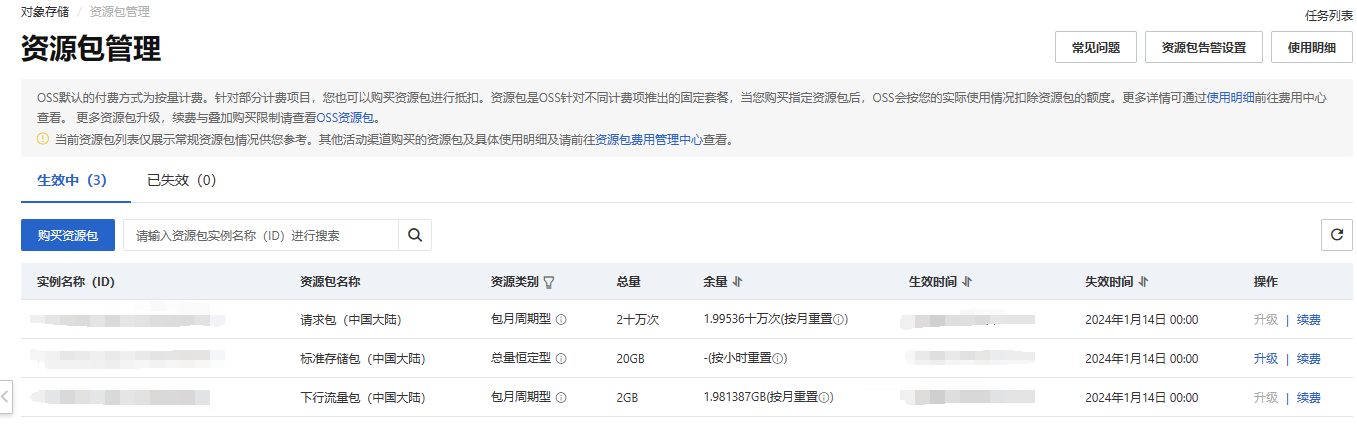 对象存储 / 资源包管理
任务列表
资源包管理
常见问题 资源包告警设置 使用明细
OSS默认的付费方式为按量计费。针对部分计费项目，您也可以购买资源包进行抵扣。资源包是OSS针对不同计费项推出的固定套餐，当您购买指定资源包后，OSS会按您的实际使用情况扣除资源包的额度。更多详情可通过使用明细前往费用中心
查看。 更多资源包升级，续费与叠加购买限制请查看OSS资源包。
当前资源包列表仅展示常规资源包情况供您参考。其他活动渠道购买的资源包及具体使用明细及请前往资源包费用管理中心查看。
生效中（3） 已失效（0）
购买资源包 请输入资源包实例名称（ID）进行搜索
实例名称（ID） 资源包名称 资源类别 总量 余量 生效时间 失效时间 操作
请求包（中国大陆） 包月周期型 2十万次 1.99536十万次(按月重置) 2024年1月14日 00:00 升级 | 续费
标准存储包（中国大陆） 总量恒定型 20GB -(按小时重置) 2024年1月14日 00:00 升级 | 续费
下行流量包（中国大陆） 包月周期型 2GB 1.981387GB(按月重置) 2024年1月14日 00:00 升级 | 续费